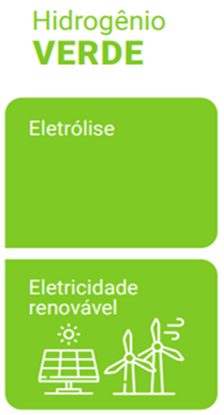 Hidrogênio
VERDE
Eletrólise
Eletricidade
renovável